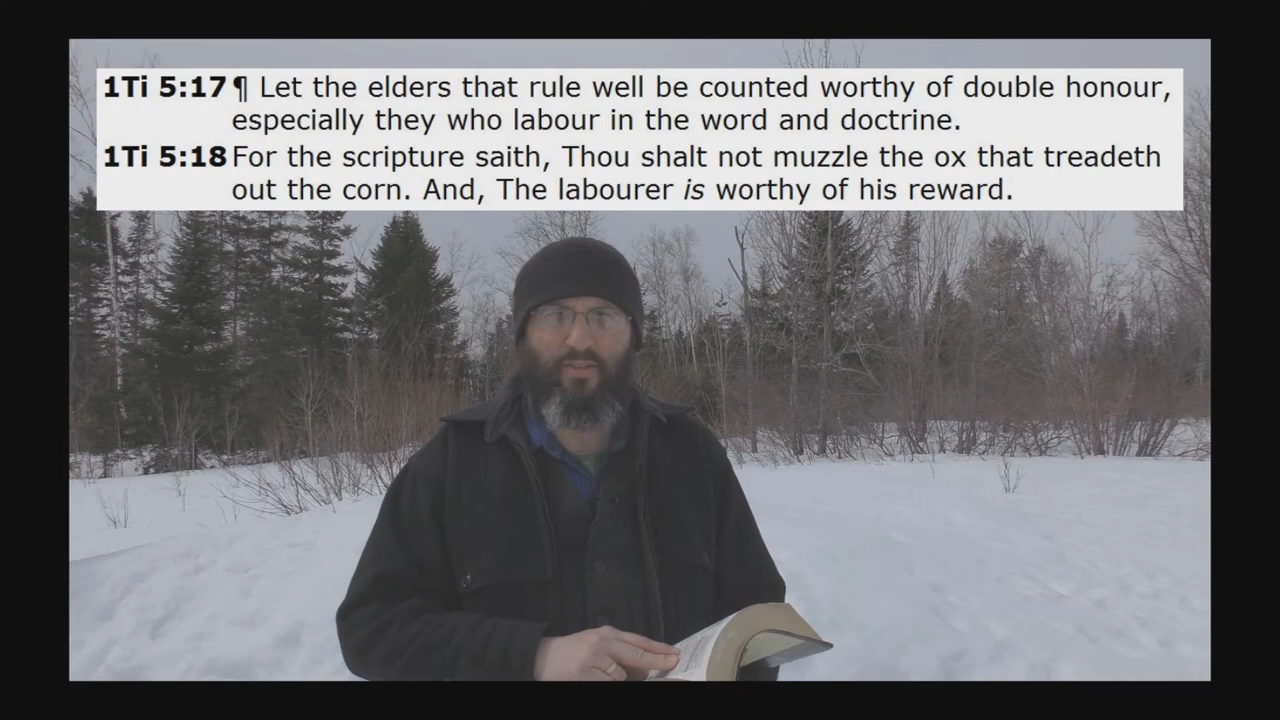 1Ti 5:17 ¶ Let the elders that rule well be counted worthy of double honour,
especially they who labour in the word and doctrine.
1Ti 5:18 For the scripture saith, Thou shalt not muzzle the ox that treadeth
out the corn. And, The labourer is worthy of his reward.